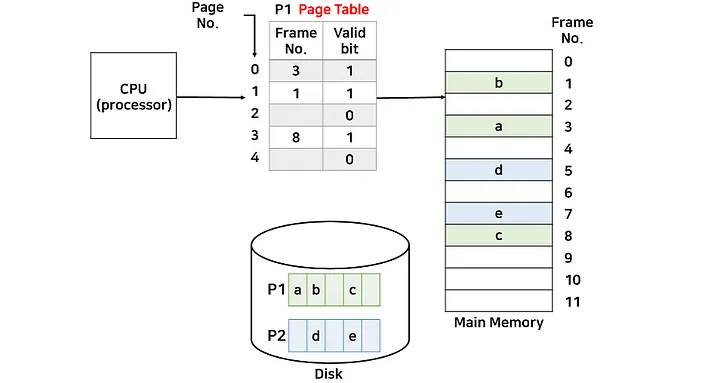 Page
No.
P1 Page Table
Frame
No.
Valid
bit
0 3 1
1 1 1
2 0
3 8 1
4 0
CPU
(processor)
Frame
No.
0
b 1
2
a 3
4
d 5
6
e 7
c 8
9
10
11
Main Memory
P1 a b c
P2 d e
Disk